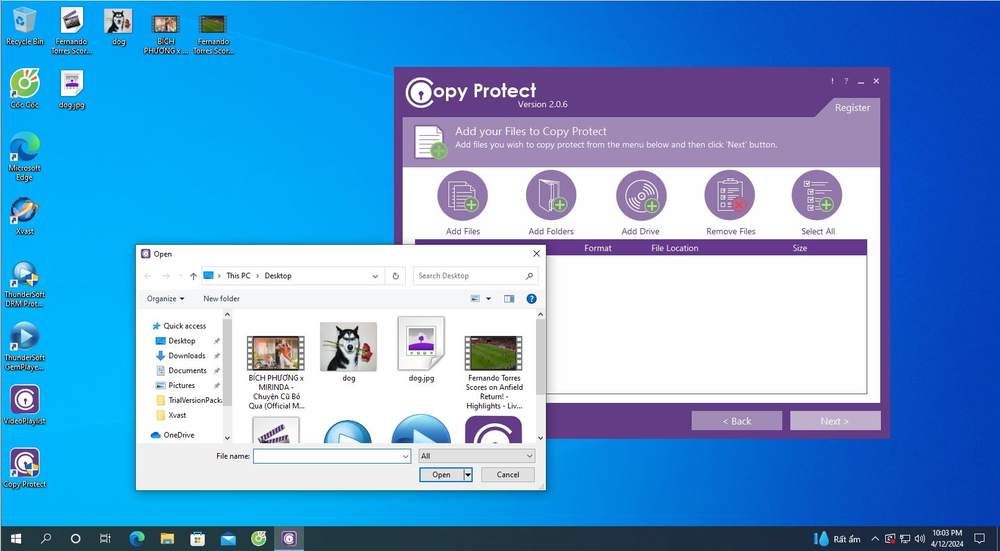 Recycle Bin
Fernando
Torres Scor...
dog
BÍCH
PHƯƠNG x ...
Fernando
Torres Scor...
Cốc Cốc
dog.jpg
Microsoft
Edge
Xvast
ThunderSoft
DRM Prot...
ThunderSoft
GemPlaye...
VideoPlaylist
Copy Protect
Copy Protect
Version 2.0.6
! ? _ ×
Register
Add your Files to Copy Protect
Add files you wish to copy protect from the menu below and then click 'Next' button.
Add Files
Add Folders
Add Drive
Remove Files
Select All
Format
File Location
Size
< Back
Next >
Open
This PC > Desktop
Search Desktop
Organize
New folder
?
Quick access
Desktop
Downloads
Documents
Pictures
TrialVersionPacka
Xvast
OneDrive
BÍCH PHƯƠNG x
MIRINDA -
Chuyện Cũ Bỏ
Qua (Official M...
dog
dog.jpg
Fernando Torres
Scores on Anfield
Return! -
Highlights - Liv...
File name:
All
Open
Cancel
Rất ẩm
10:03 PM
4/12/2024